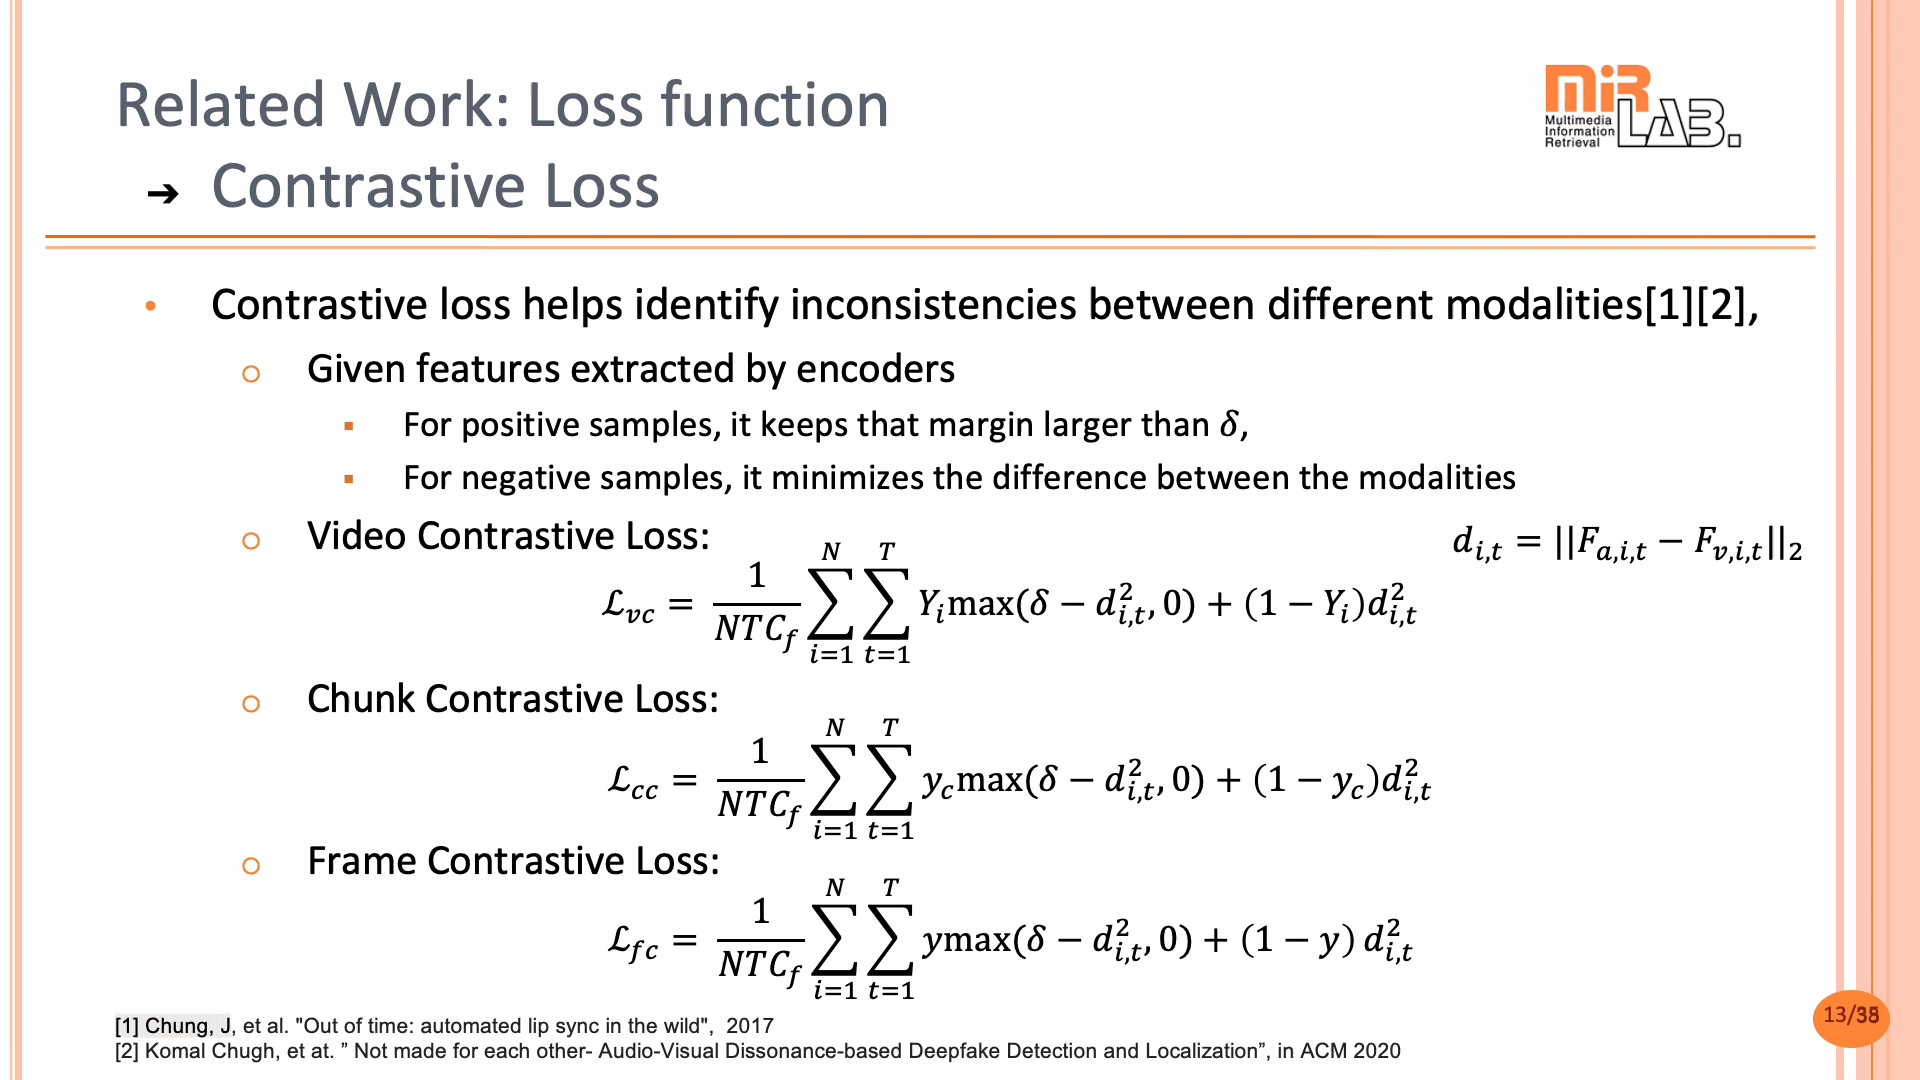 Related Work: Loss function
➔ Contrastive Loss
MiR LAB.
Multimedia
Information
Retrieval
• Contrastive loss helps identify inconsistencies between different modalities[1][2],
○ Given features extracted by encoders
▪ For positive samples, it keeps that margin larger than 𝛿,
▪ For negative samples, it minimizes the difference between the modalities
○ Video Contrastive Loss:
d_{i,t} = ||F_{a,i,t} − F_{v,i,t}||_2
ℒ_{vc} = \frac{1}{NTC_f} \sum_{i=1}^{N} \sum_{t=1}^{T} Y_i max(δ − d_{i,t}^2, 0) + (1 − Y_i)d_{i,t}^2
○ Chunk Contrastive Loss:
ℒ_{cc} = \frac{1}{NTC_f} \sum_{i=1}^{N} \sum_{t=1}^{T} y_c max(δ − d_{i,t}^2, 0) + (1 − y_c)d_{i,t}^2
○ Frame Contrastive Loss:
ℒ_{fc} = \frac{1}{NTC_f} \sum_{i=1}^{N} \sum_{t=1}^{T} y max(δ − d_{i,t}^2, 0) + (1 − y) d_{i,t}^2
[1] Chung, J, et al. "Out of time: automated lip sync in the wild", 2017
[2] Komal Chugh, et at. ” Not made for each other- Audio-Visual Dissonance-based Deepfake Detection and Localization”, in ACM 2020